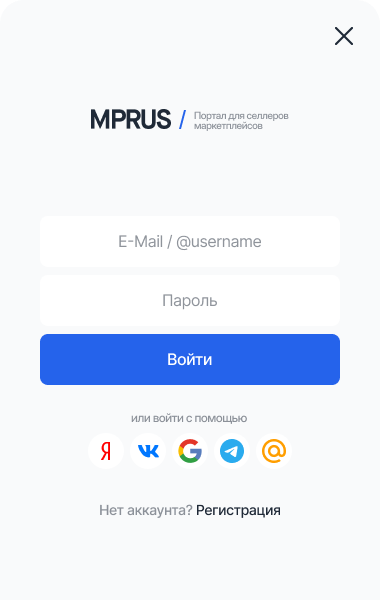 MPRUS / Портал для селлеров
маркетплейсов
E-Mail / @username
Пароль
Войти
или войти с помощью
Нет аккаунта? Регистрация